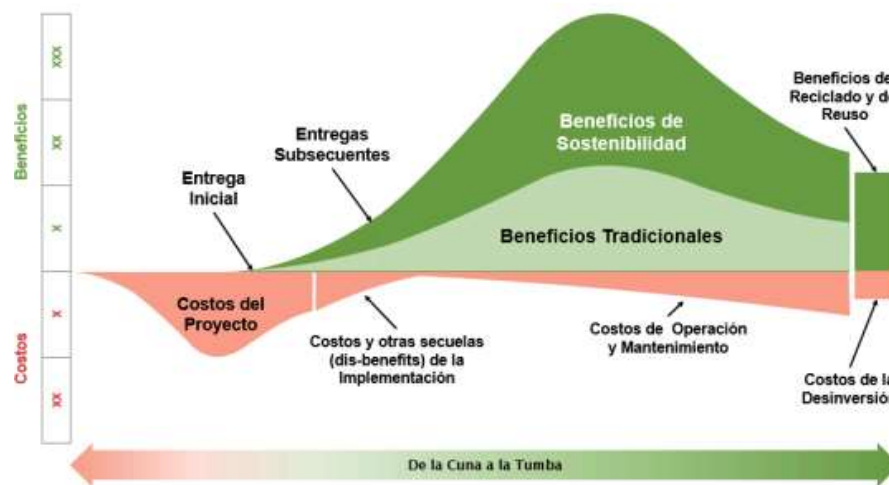 Beneficios
XXX
XX
X
Costos
X
XX
Entrega
Inicial
Entregas
Subsecuentes
Beneficios de
Sostenibilidad
Beneficios de
Reciclado y de
Reuso
Beneficios Tradicionales
Costos del
Proyecto
Costos y otras secuelas
(dis-benefits) de la
Implementación
Costos de Operación
y Mantenimiento
Costos de la
Desinversión
De la Cuna a la Tumba